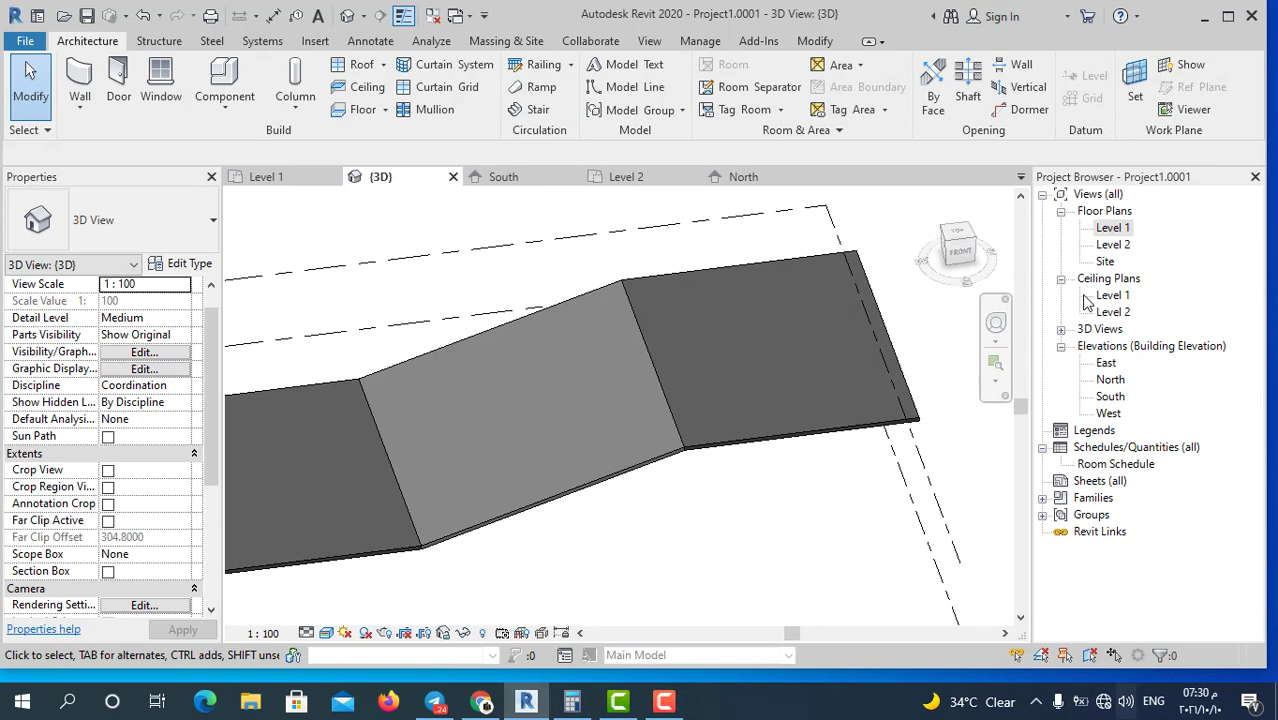 Autodesk Revit 2020 - Project1.0001 - 3D View: {3D}
Sign In
File Architecture Structure Steel Systems Insert Annotate Analyze Massing & Site Collaborate View Manage Add-Ins Modify
Modify
Select
Wall
Door
Window
Component
Column
Roof
Ceiling
Floor
Curtain System
Curtain Grid
Mullion
Build
Railing
Ramp
Stair
Circulation
Model Text
Model Line
Model Group
Model
Room
Room Separator
Tag Room
Area
Area Boundary
Tag Area
Room & Area
By
Face
Shaft
Wall
Vertical
Dormer
Opening
Level
Grid
Datum
Set
Show
Ref Plane
Viewer
Work Plane
Properties
3D View
3D View: {3D}
Edit Type
View Scale 1 : 100
Scale Value 1: 100
Detail Level Medium
Parts Visibility Show Original
Visibility/Graph... Edit...
Graphic Display... Edit...
Discipline Coordination
Show Hidden L... By Discipline
Default Analysi... None
Sun Path
Extents
Crop View
Crop Region Vi...
Annotation Crop
Far Clip Active
Far Clip Offset 304.8000
Scope Box None
Section Box
Camera
Rendering Setti... Edit...
Properties help
Apply
Level 1
{3D}
South
Level 2
North
TOP
FRONT
Project Browser - Project1.0001
Views (all)
Floor Plans
Level 1
Level 2
Site
Ceiling Plans
Level 1
Level 2
3D Views
Elevations (Building Elevation)
East
North
South
West
Legends
Schedules/Quantities (all)
Room Schedule
Sheets (all)
Families
Groups
Revit Links
1 : 100
Click to select, TAB for alternates, CTRL adds, SHIFT unse
:0
Main Model
:0
24
34°C Clear
ENG
07:30 م
٢٠٢١/١٠/٠١